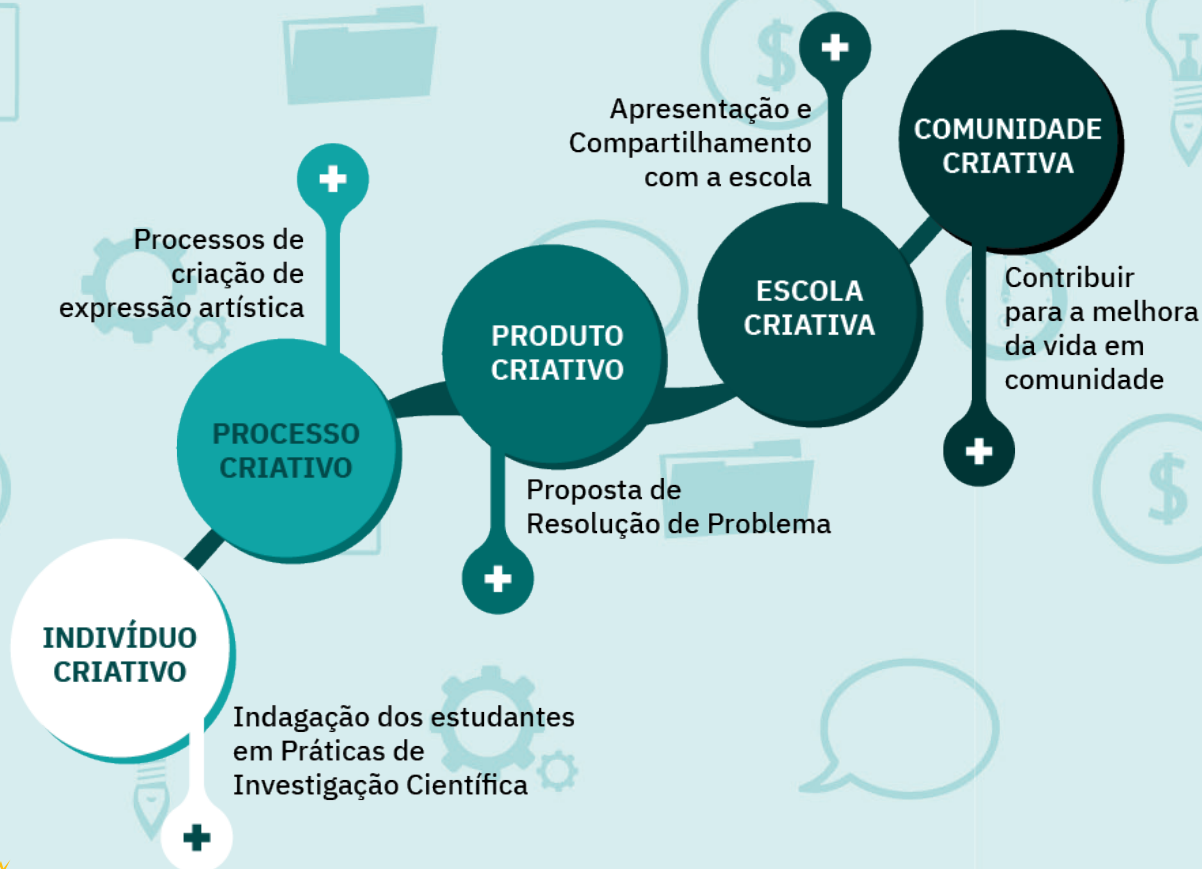 INDIVÍDUO
CRIATIVO
Indagação dos estudantes
em Práticas de
Investigação Científica
PROCESSO
CRIATIVO
Processos de
criação de
expressão artística
PRODUTO
CRIATIVO
Proposta de
Resolução de Problema
ESCOLA
CRIATIVA
Apresentação e
Compartilhamento
com a escola
COMUNIDADE
CRIATIVA
Contribuir
para a melhora
da vida em
comunidade